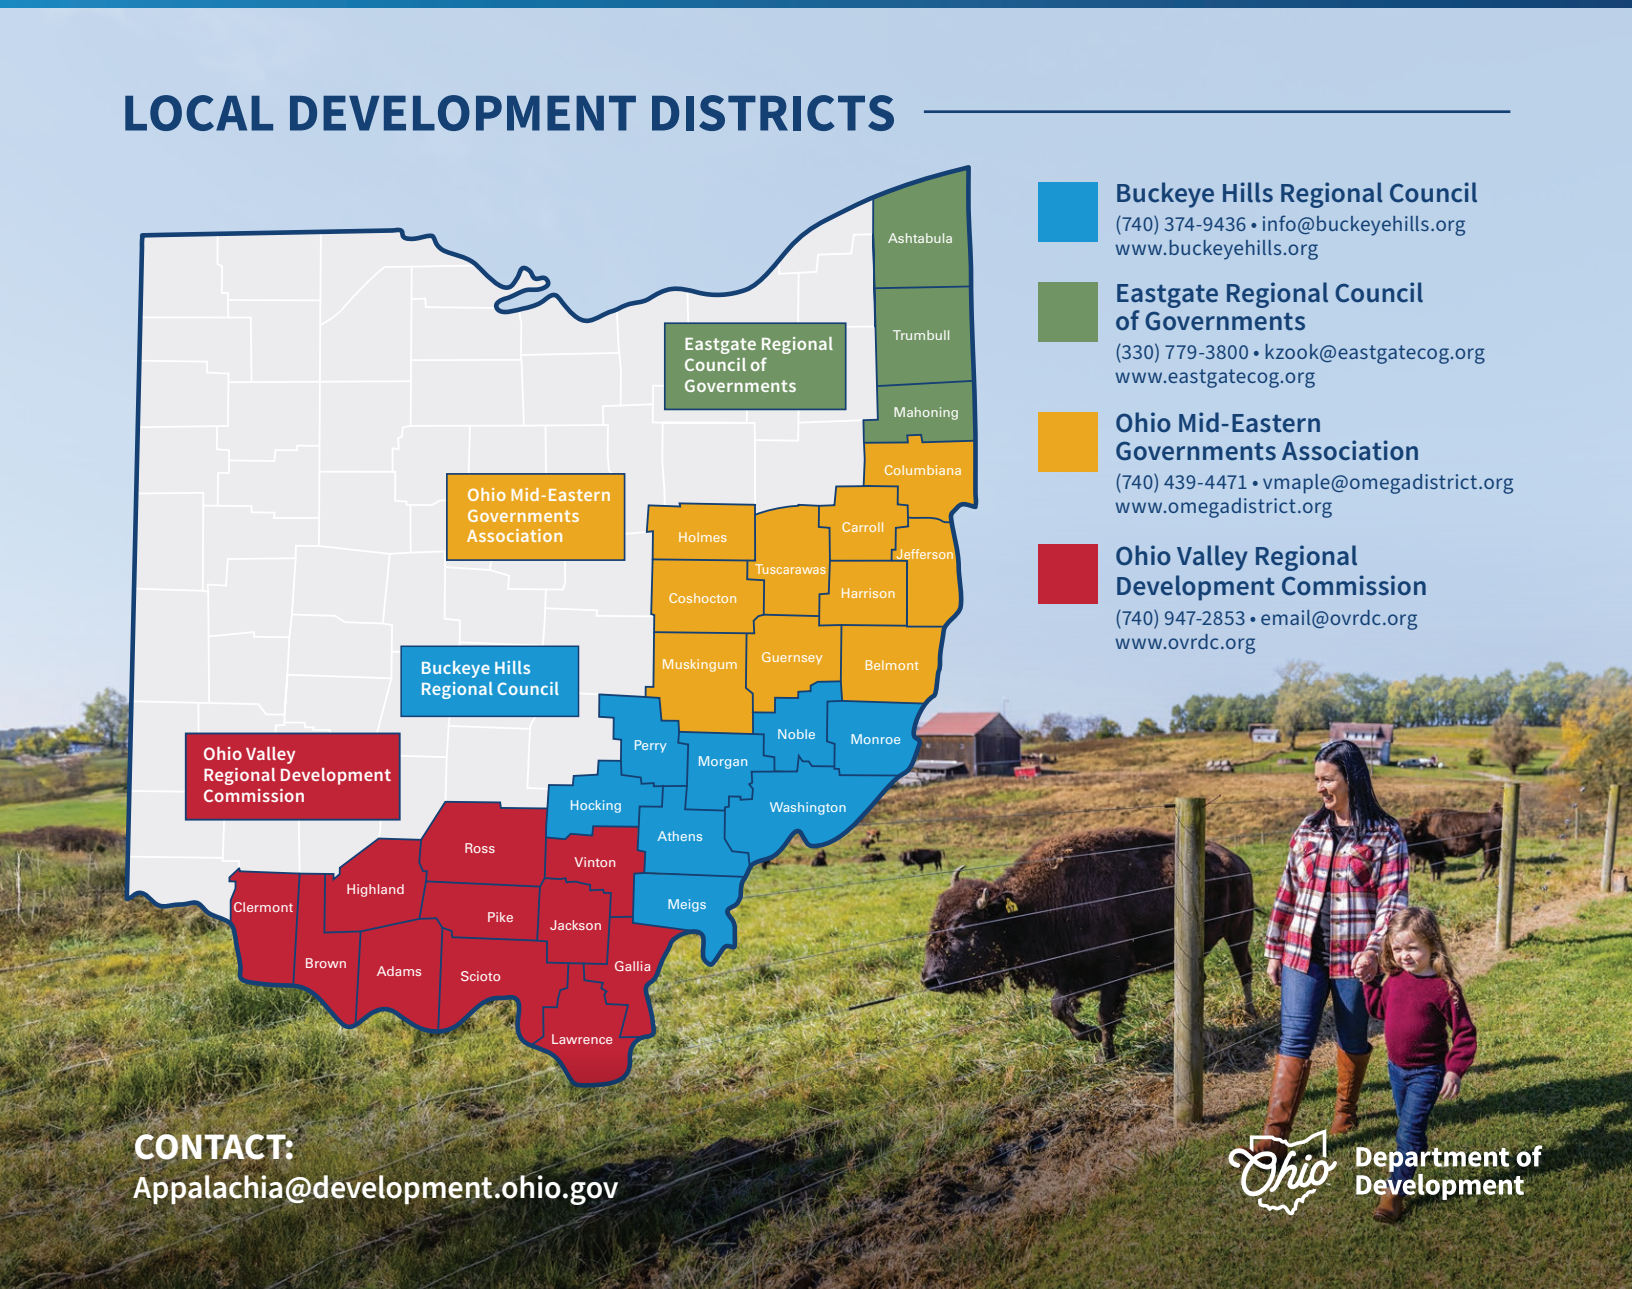 LOCAL DEVELOPMENT DISTRICTS
Buckeye Hills Regional Council
(740) 374-9436 • info@buckeyehills.org
www.buckeyehills.org
Eastgate Regional Council
of Governments
(330) 779-3800 • kzook@eastgatecog.org
www.eastgatecog.org
Ohio Mid-Eastern
Governments Association
(740) 439-4471 • vmaple@omegadistrict.org
www.omegadistrict.org
Ohio Valley Regional
Development Commission
(740) 947-2853 • email@ovrdc.org
www.ovrdc.org
Eastgate Regional
Council of
Governments
Ohio Mid-Eastern
Governments
Association
Buckeye Hills
Regional Council
Ohio Valley
Regional Development
Commission
Ashtabula
Trumbull
Mahoning
Columbiana
Carroll
Holmes
Jefferson
Tuscarawas
Harrison
Coshocton
Guernsey
Muskingum
Belmont
Noble
Monroe
Perry
Morgan
Hocking
Washington
Athens
Ross
Vinton
Highland
Meigs
Clermont
Pike
Jackson
Brown
Adams
Scioto
Gallia
Lawrence
CONTACT:
Appalachia@development.ohio.gov
Ohio
Department of
Development